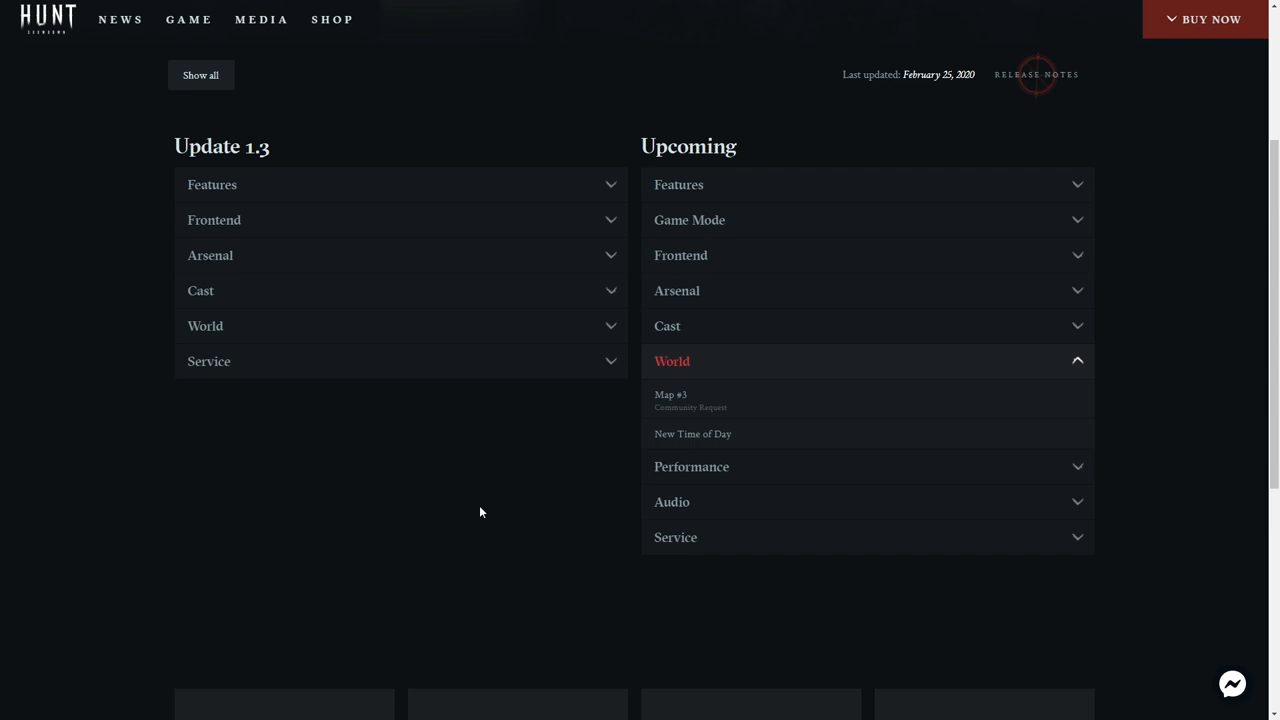 HUNT
SHOWDOWN
NEWS
GAME
MEDIA
SHOP
BUY NOW
Show all
Last updated: February 25, 2020
RELEASE NOTES
Update 1.3
Features
Frontend
Arsenal
Cast
World
Service
Upcoming
Features
Game Mode
Frontend
Arsenal
Cast
World
Map #3
Community Request
New Time of Day
Performance
Audio
Service